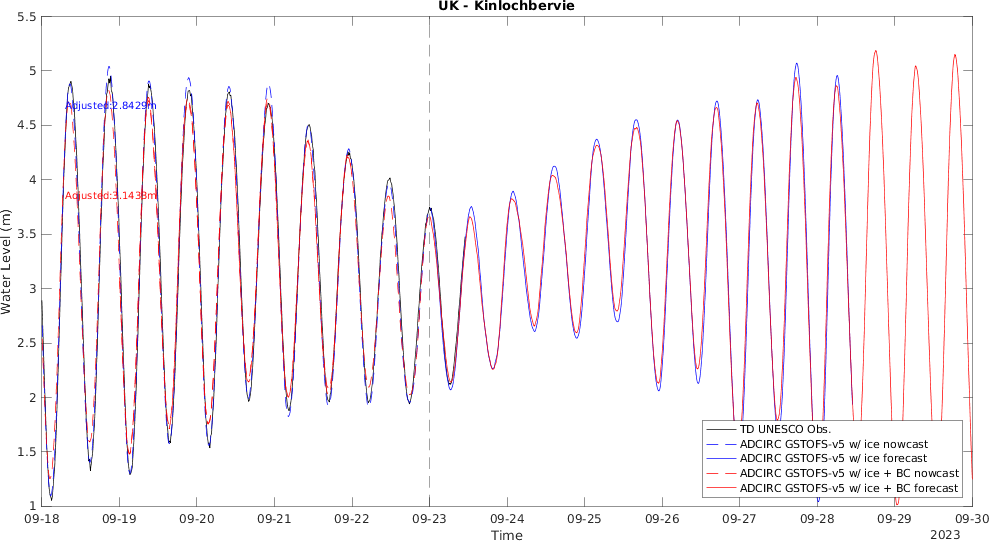 UK - Kinlochbervie
5.5
5
4.5
4
3.5
3
2.5
2
1.5
1
Water Level (m)
Adjusted:2.8429m
Adjusted:3.1433m
TD UNESCO Obs.
ADCIRC GSTOFS-v5 w/ ice nowcast
ADCIRC GSTOFS-v5 w/ ice forecast
ADCIRC GSTOFS-v5 w/ ice + BC nowcast
ADCIRC GSTOFS-v5 w/ ice + BC forecast
09-18 09-19 09-20 09-21 09-22 09-23 09-24 09-25 09-26 09-27 09-28 09-29 09-30
Time
2023